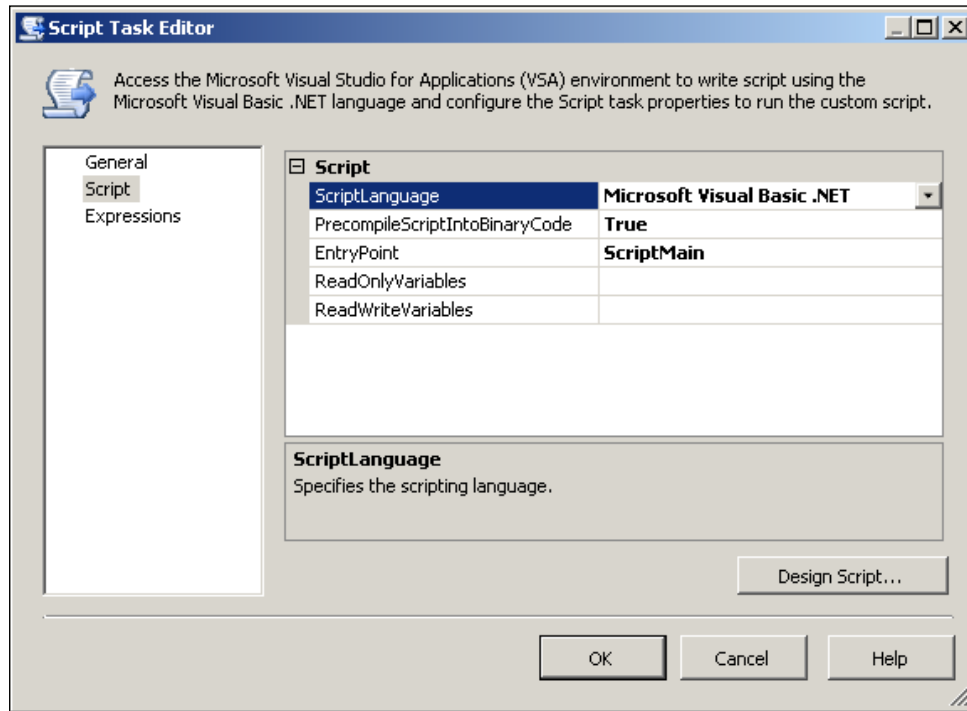 Script Task Editor
Access the Microsoft Visual Studio for Applications (VSA) environment to write script using the
Microsoft Visual Basic .NET language and configure the Script task properties to run the custom script.
General
Script
Expressions
Script
ScriptLanguage Microsoft Visual Basic .NET
PrecompileScriptIntoBinaryCode True
EntryPoint ScriptMain
ReadOnlyVariables
ReadWriteVariables
ScriptLanguage
Specifies the scripting language.
Design Script...
OK Cancel Help